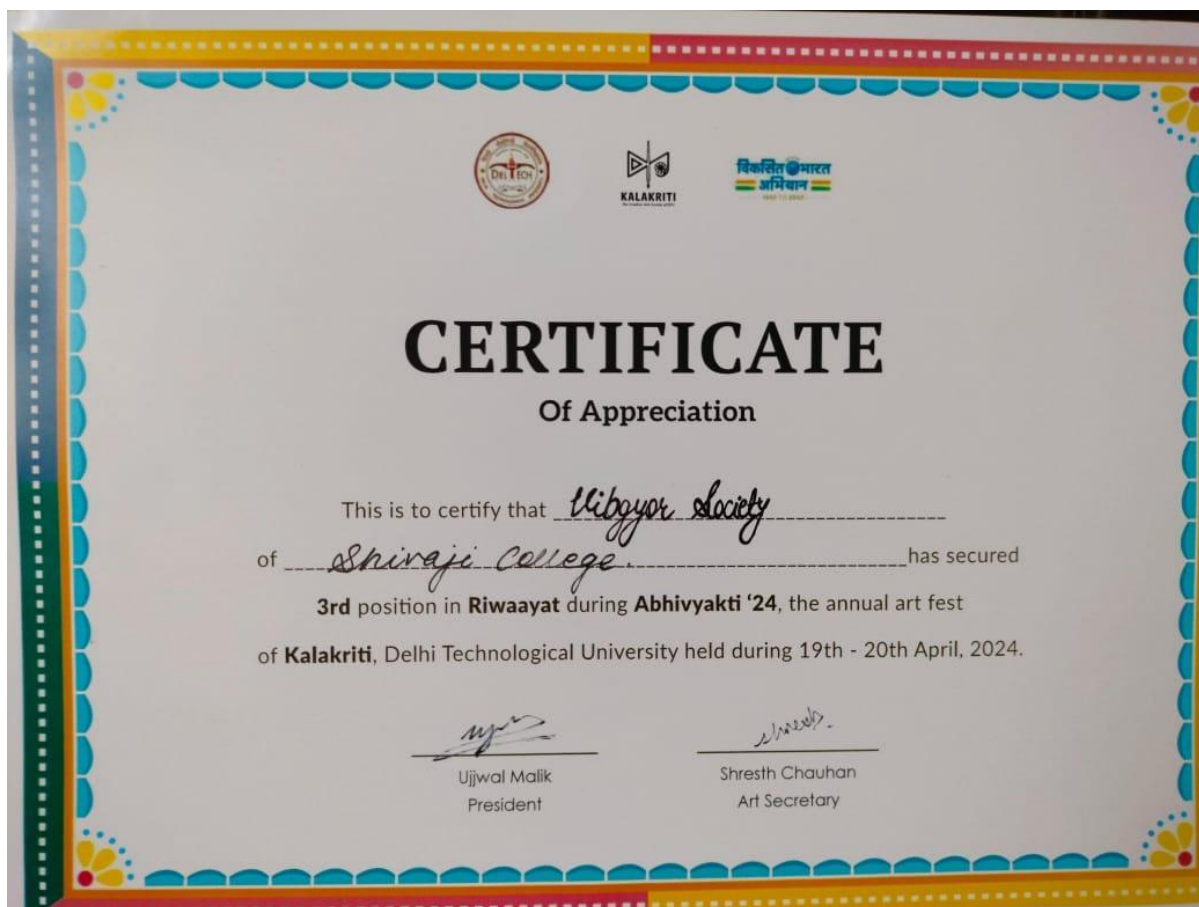 DELTECH
KALAKRITI
विकसित भारत
अभियान
CERTIFICATE
Of Appreciation
This is to certify that Vibgyor Society
of Shivaji College. has secured
3rd position in Riwaayat during Abhivyakti ‘24, the annual art fest
of Kalakriti, Delhi Technological University held during 19th - 20th April, 2024.
Ujjwal Malik
President
Shresth Chauhan
Art Secretary